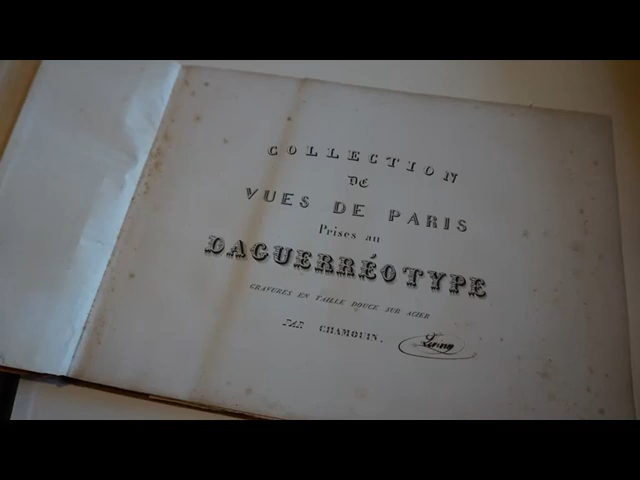 COLLECTION
DE
VUES DE PARIS
Prises au
DAGUERRÉOTYPE
GRAVURES EN TAILLE DOUCE SUR ACIER
PAR CHAMOUIN.